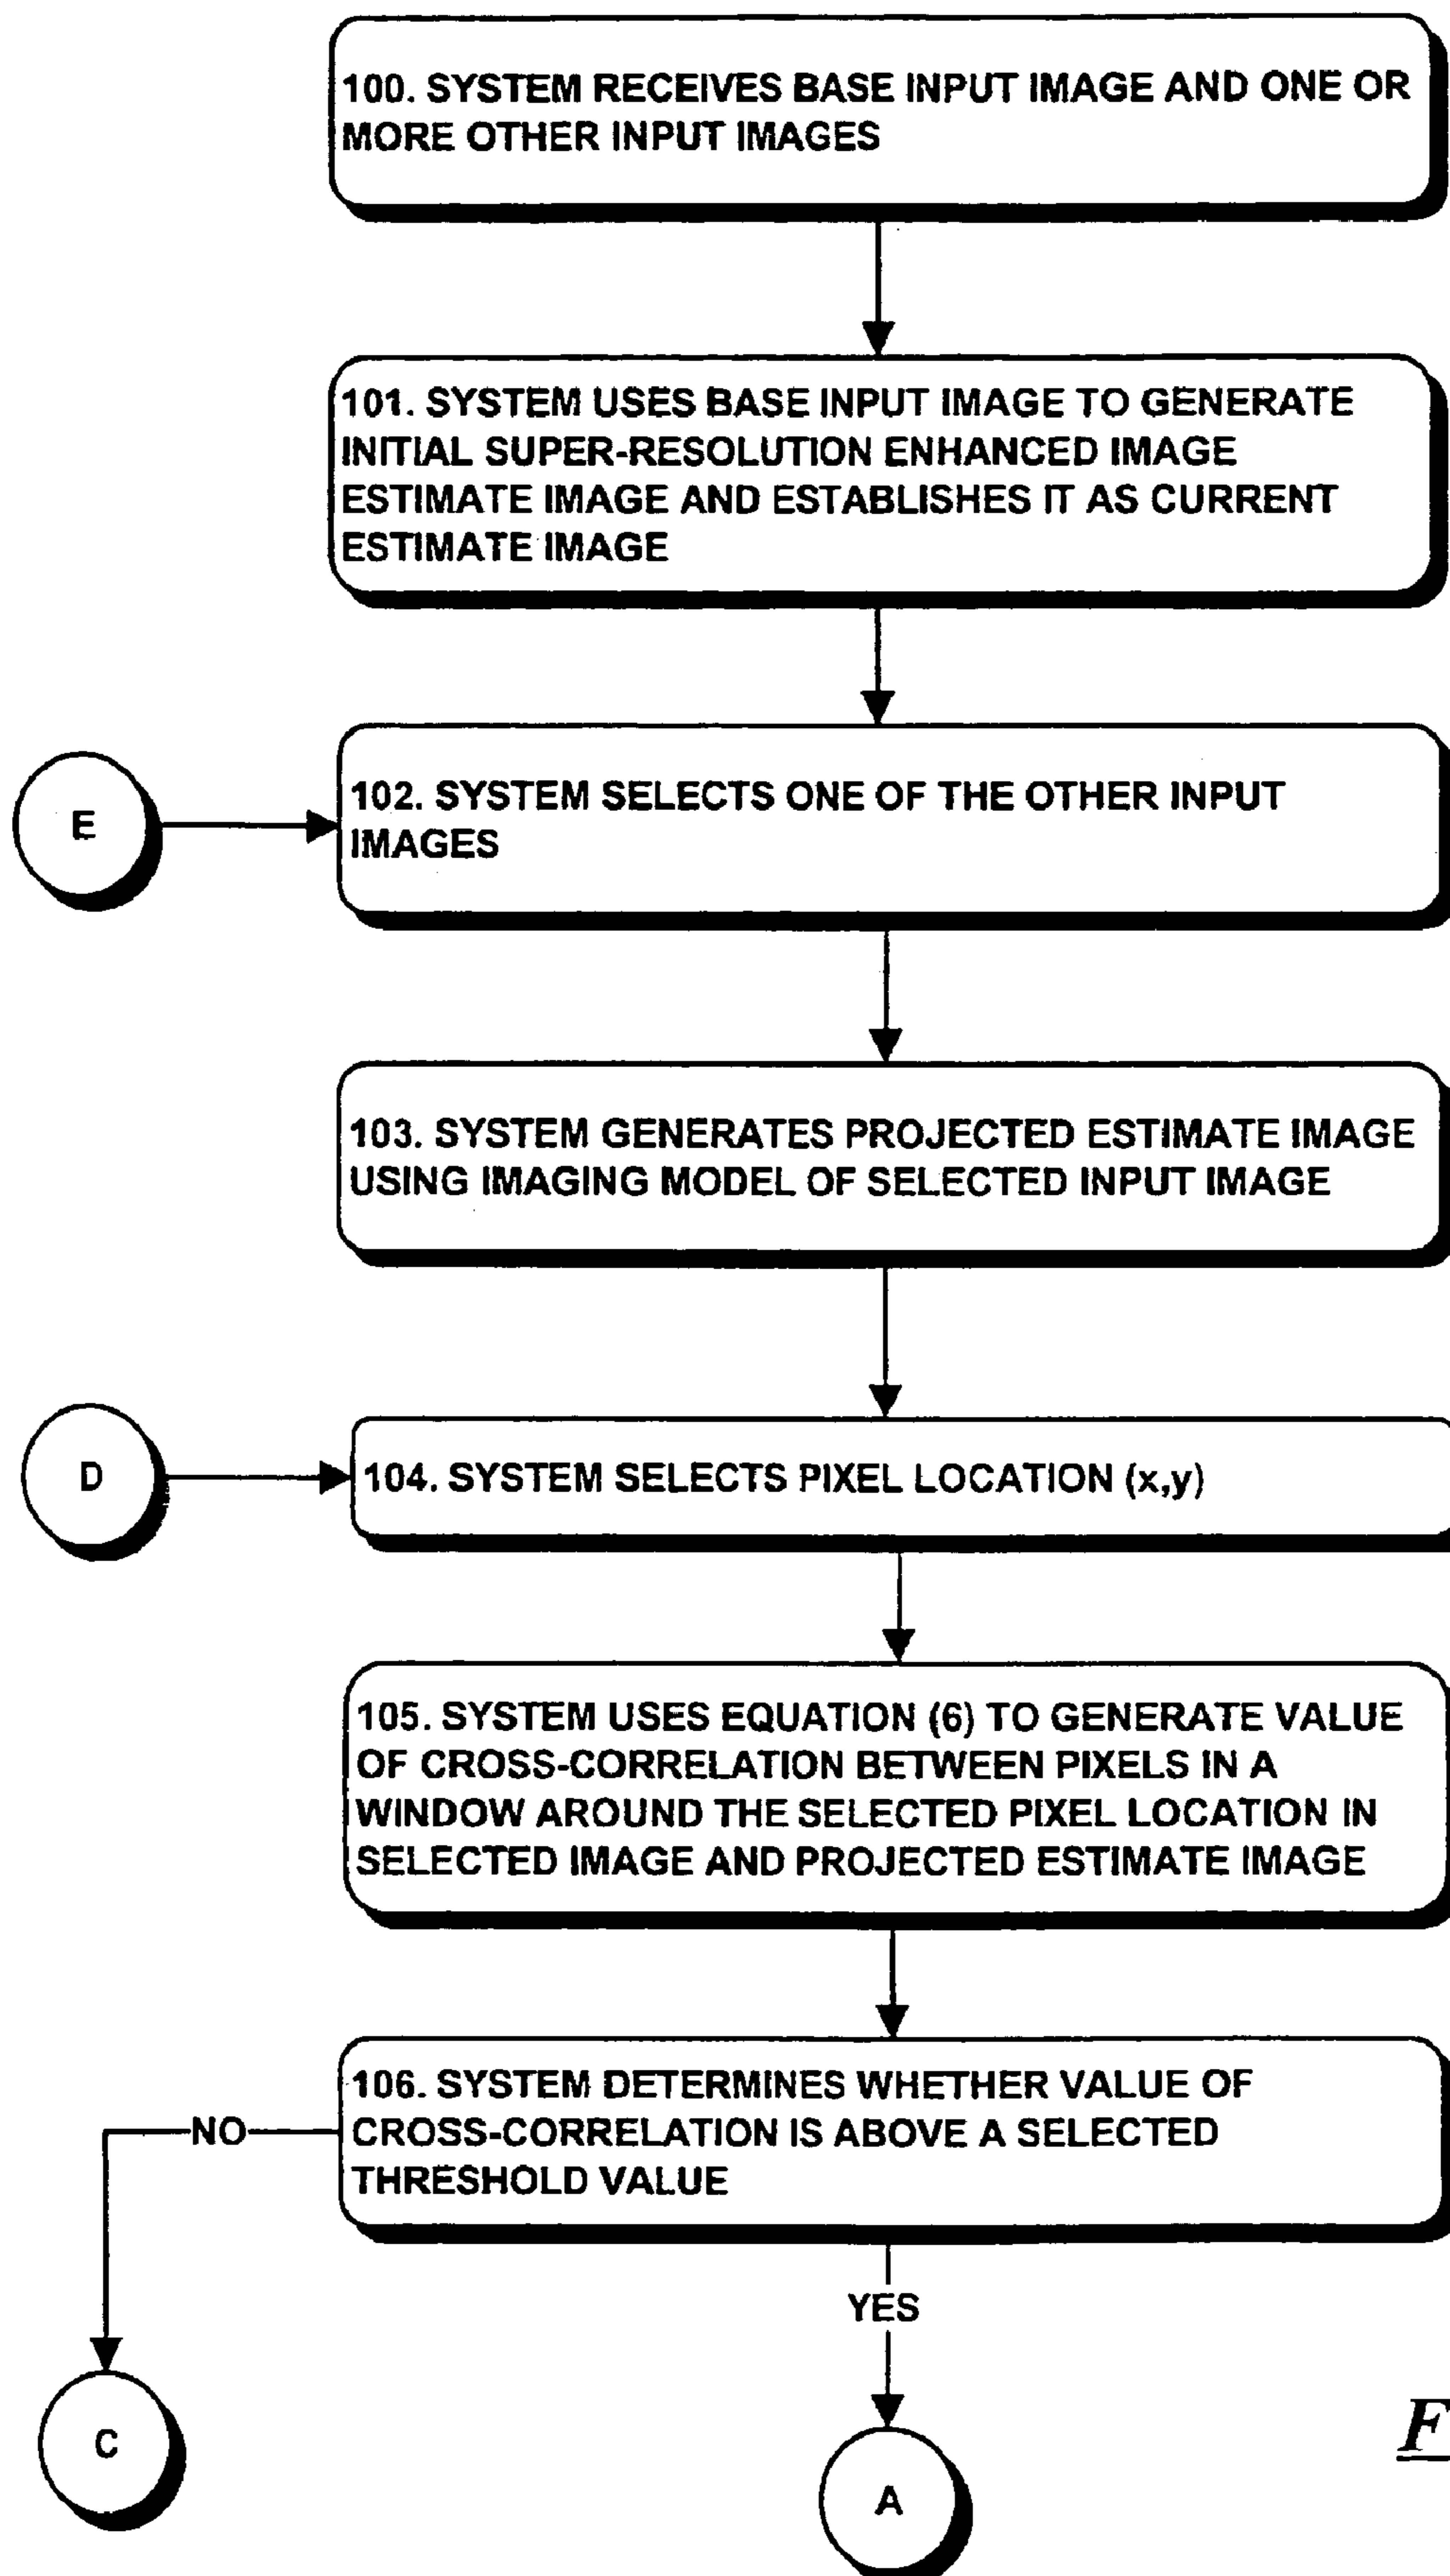 100. SYSTEM RECEIVES BASE INPUT IMAGE AND ONE OR
MORE OTHER INPUT IMAGES
101. SYSTEM USES BASE INPUT IMAGE TO GENERATE
INITIAL SUPER-RESOLUTION ENHANCED IMAGE
ESTIMATE IMAGE AND ESTABLISHES IT AS CURRENT
ESTIMATE IMAGE
E
102. SYSTEM SELECTS ONE OF THE OTHER INPUT
IMAGES
103. SYSTEM GENERATES PROJECTED ESTIMATE IMAGE
USING IMAGING MODEL OF SELECTED INPUT IMAGE
D
104. SYSTEM SELECTS PIXEL LOCATION (x,y)
105. SYSTEM USES EQUATION (6) TO GENERATE VALUE
OF CROSS-CORRELATION BETWEEN PIXELS IN A
WINDOW AROUND THE SELECTED PIXEL LOCATION IN
SELECTED IMAGE AND PROJECTED ESTIMATE IMAGE
106. SYSTEM DETERMINES WHETHER VALUE OF
CROSS-CORRELATION IS ABOVE A SELECTED
THRESHOLD VALUE
NO
YES
C
A
F